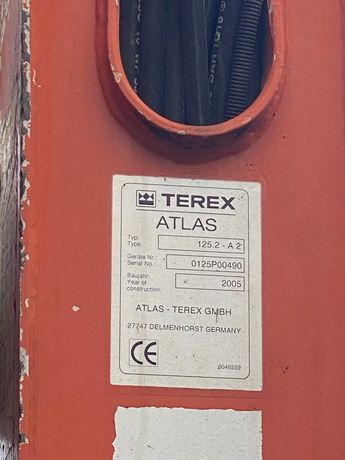 TEREX
ATLAS
Typ:
Type: 125.2 - A 2
Geräte Nr.:
Serial No.: 0125P00490
Baujahr:
Year of 2005
construction:
ATLAS - TEREX GMBH
27747 DELMENHORST GERMANY
CE
6046559